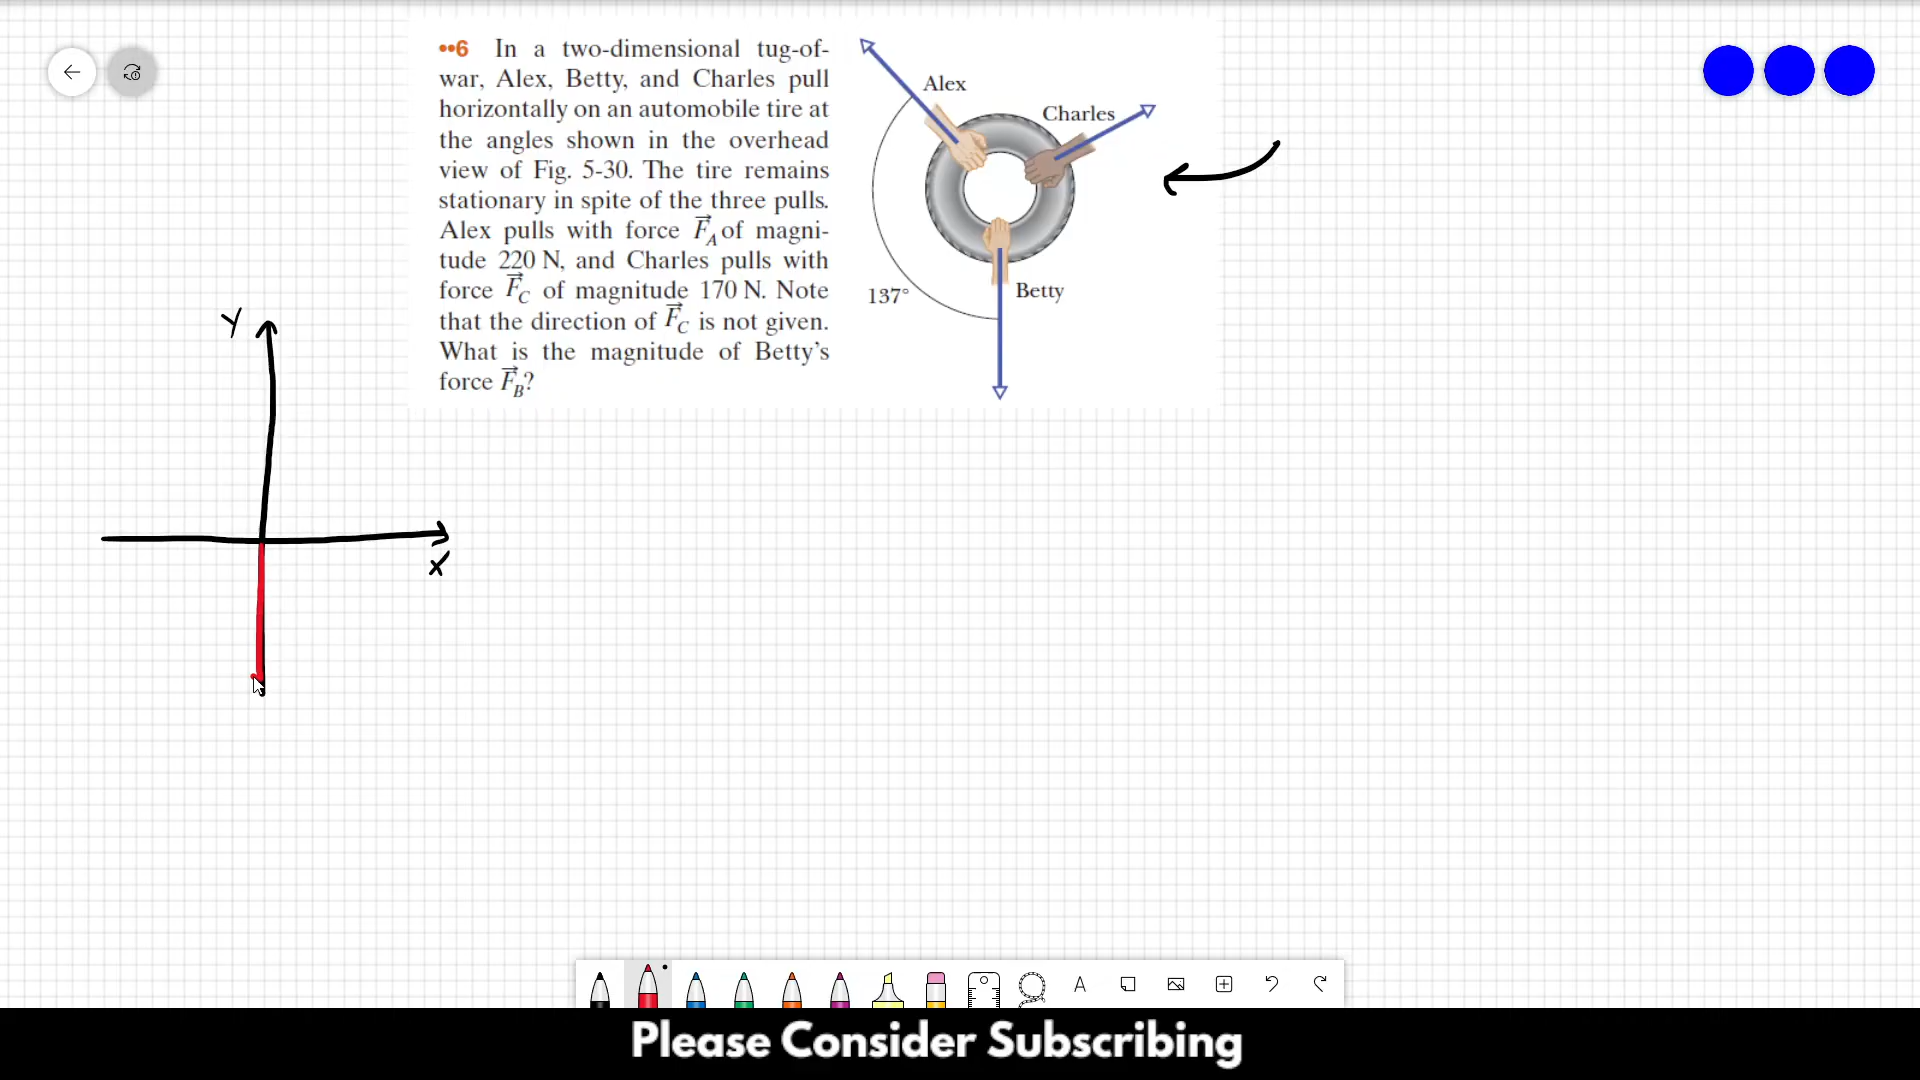 ••6 In a two-dimensional tug-of-
war, Alex, Betty, and Charles pull
horizontally on an automobile tire at
the angles shown in the overhead
view of Fig. 5-30. The tire remains
stationary in spite of the three pulls.
Alex pulls with force F⃗_A of magni-
tude 220 N, and Charles pulls with
force F⃗_C of magnitude 170 N. Note
that the direction of F⃗_C is not given.
What is the magnitude of Betty’s
force F⃗_B?
Alex
Charles
137°
Betty
Y
X
A
Please Consider Subscribing